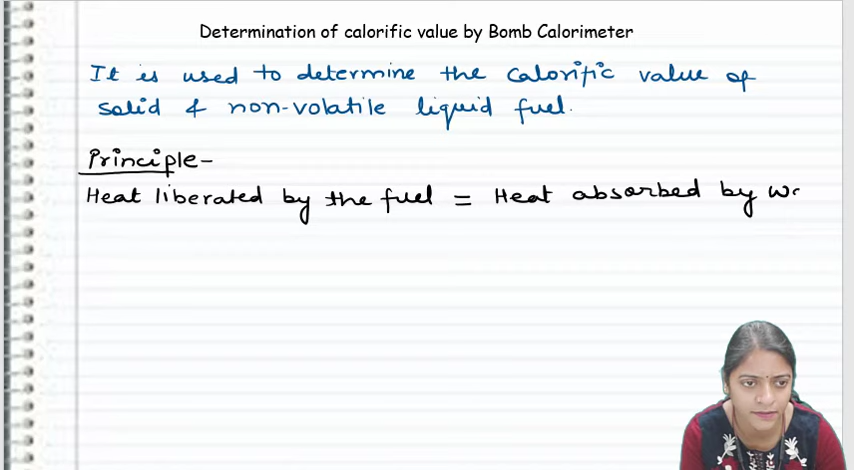 Determination of calorific value by Bomb Calorimeter
It is used to determine the calorific value of
solid & non-volatile liquid fuel.
Principle-
Heat liberated by the fuel = Heat absorbed by